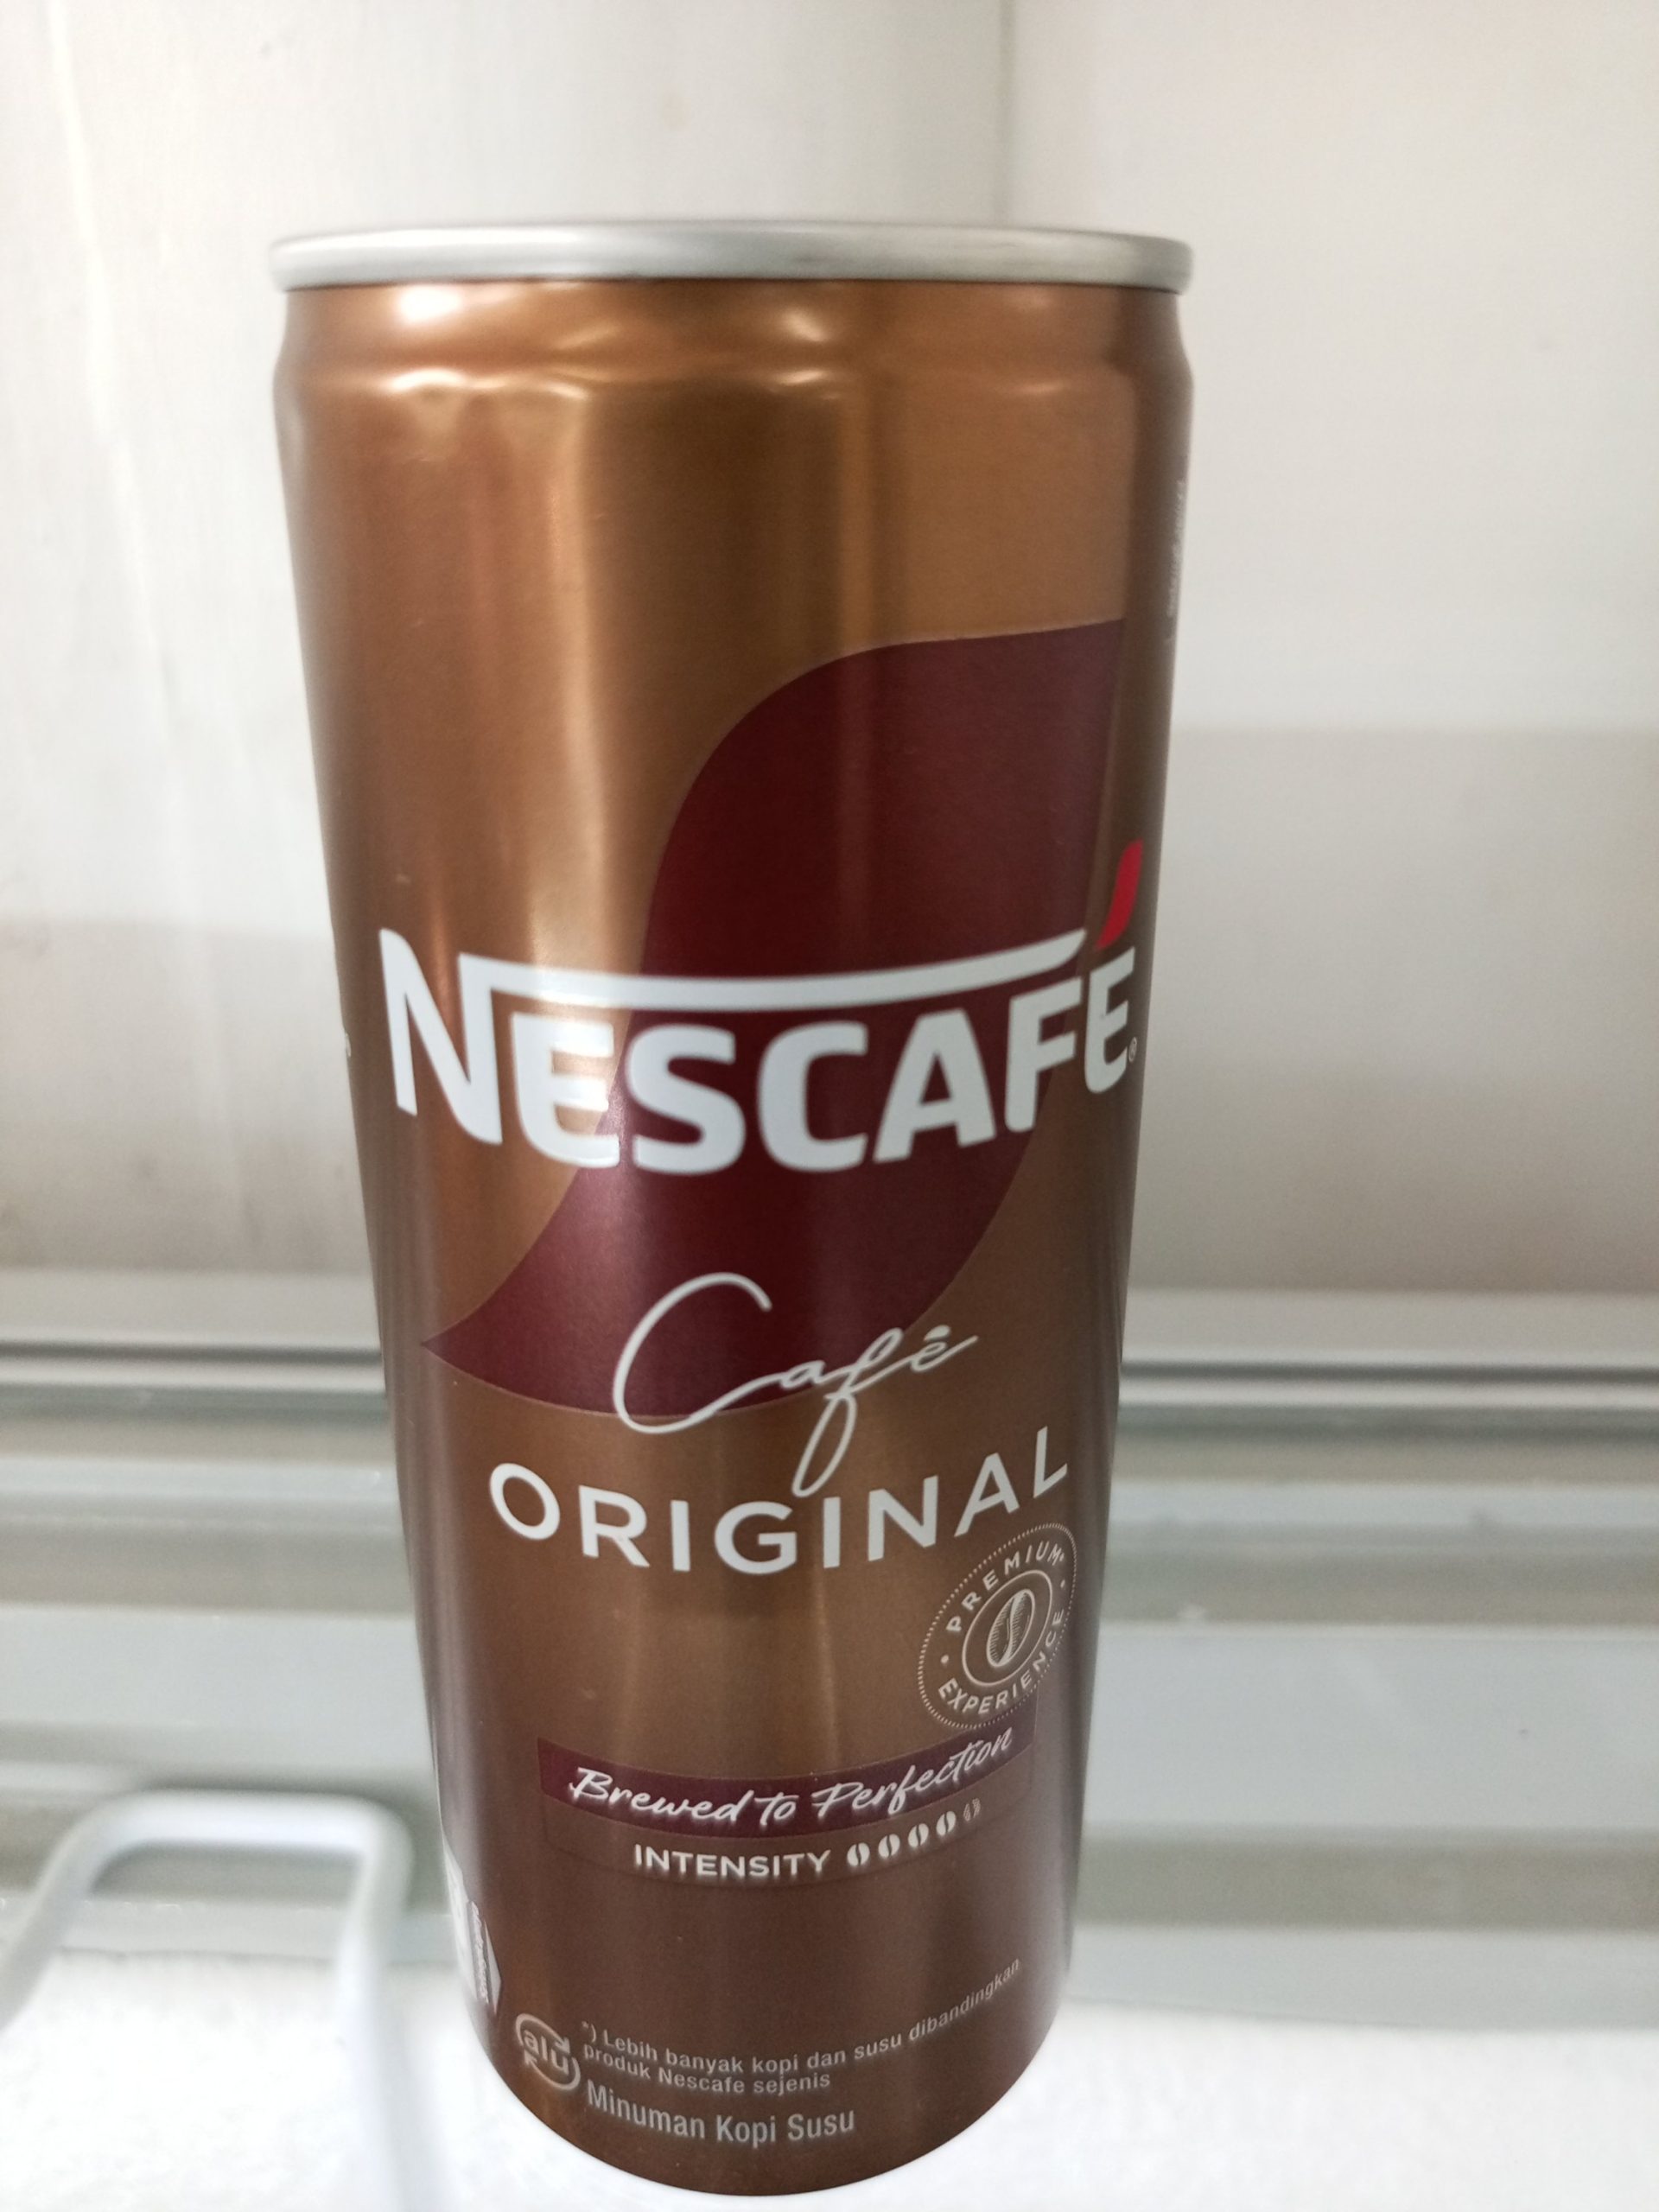 NESCAFÉ®
Café
ORIGINAL
PREMIUM*
EXPERIENCE
Brewed to Perfection
INTENSITY
*) Lebih banyak kopi dan susu dibandingkan
produk Nescafe sejenis
alu
Minuman Kopi Susu